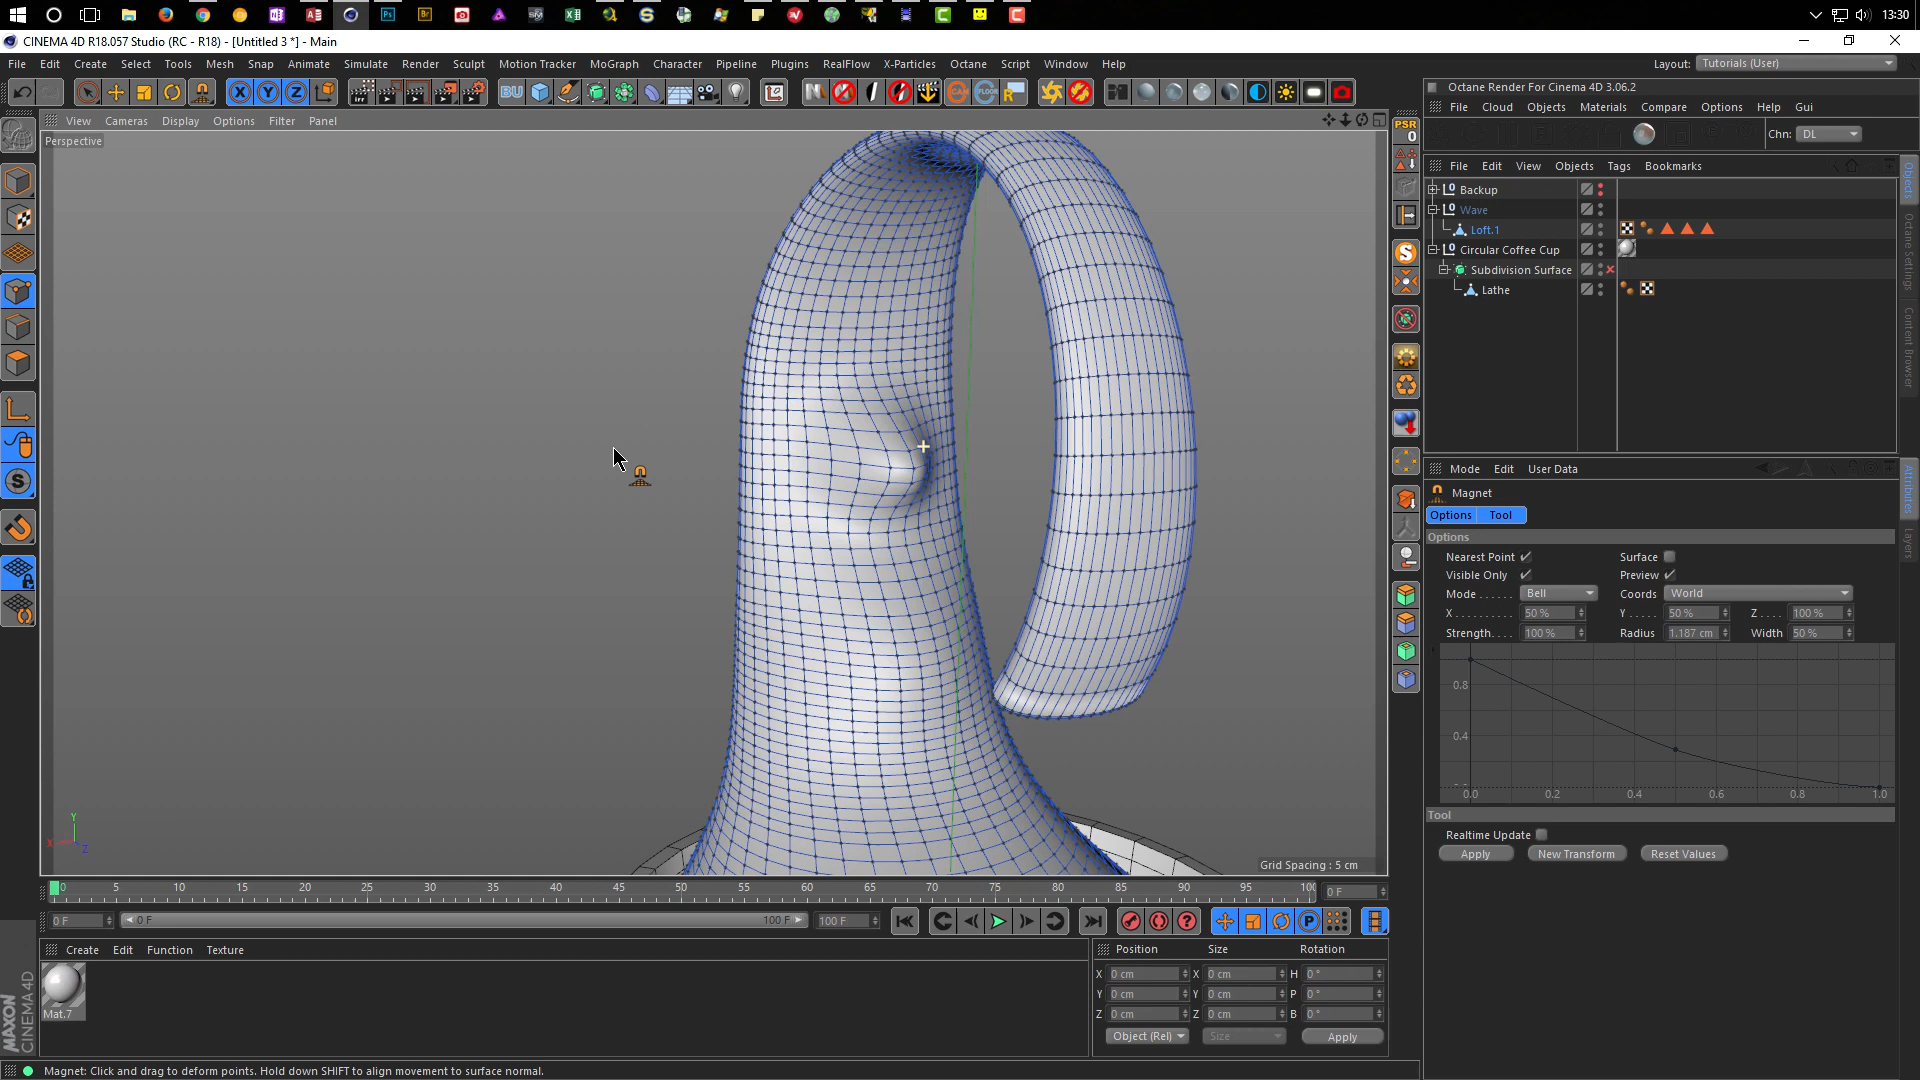 13:30
CINEMA 4D R18.057 Studio (RC - R18) - [Untitled 3 *] - Main
File Edit Create Select Tools Mesh Snap Animate Simulate Render Sculpt Motion Tracker MoGraph Character Pipeline Plugins RealFlow X-Particles Octane Script Window Help Layout: Tutorials (User)
Octane Render For Cinema 4D 3.06.2
File Cloud Objects Materials Compare Options Help Gui
View Cameras Display Options Filter Panel
Perspective
Chn: DL
File Edit View Objects Tags Bookmarks
Backup
Wave
Loft.1
Circular Coffee Cup
Subdivision Surface
Lathe
Objects
Octane Settings
Content Browser
PSR
0
Mode Edit User Data
Magnet
Options Tool
Options
Nearest Point Surface
Visible Only Preview
Mode Bell Coords World
X 50 % Y 50 % Z 100 %
Strength 100 % Radius 1.187 cm Width 50 %
0.8
0.4
0.0 0.2 0.4 0.6 0.8 1.0
Tool
Realtime Update
Apply New Transform Reset Values
Attributes
Layers
Y
X Z
Grid Spacing : 5 cm
0 5 10 15 20 25 30 35 40 45 50 55 60 65 70 75 80 85 90 95 100 0 F
0 F 0 F 100 F 100 F
Create Edit Function Texture
Mat.7
MAXON
CINEMA 4D
Position Size Rotation
X 0 cm X 0 cm H 0 °
Y 0 cm Y 0 cm P 0 °
Z 0 cm Z 0 cm B 0 °
Object (Rel) Size Apply
Magnet: Click and drag to deform points. Hold down SHIFT to align movement to surface normal.